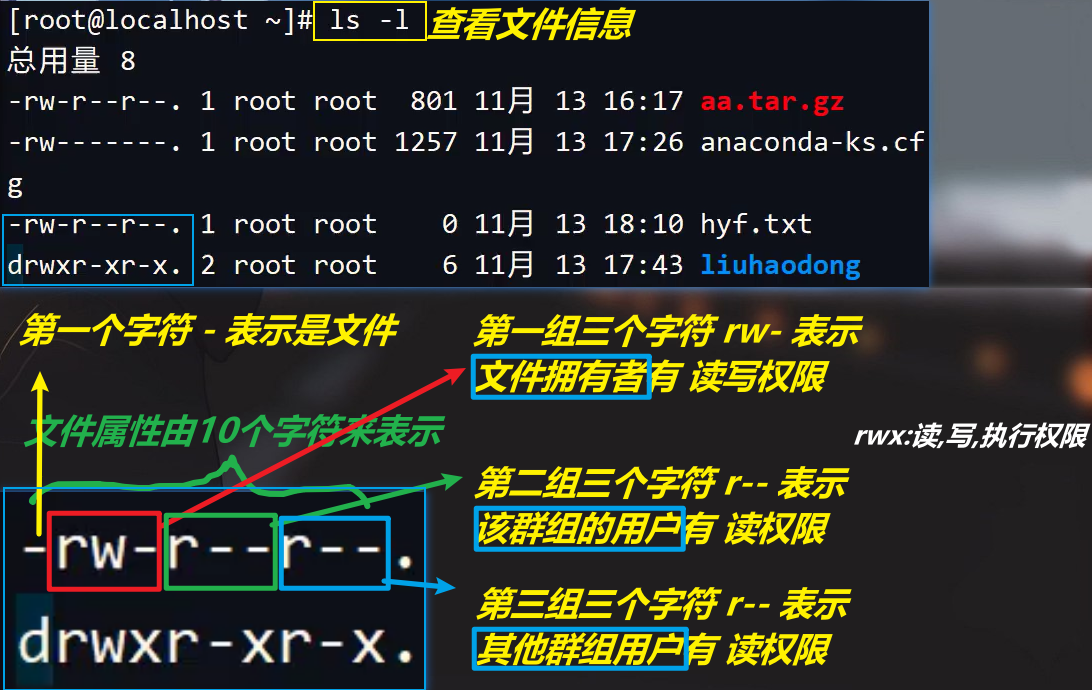 [root@localhost ~]# ls -l 查看文件信息
总用量 8
-rw-r--r--. 1 root root  801 11月 13 16:17 aa.tar.gz
-rw-------. 1 root root 1257 11月 13 17:26 anaconda-ks.cf
g
-rw-r--r--. 1 root root    0 11月 13 18:10 hyf.txt
drwxr-xr-x. 2 root root    6 11月 13 17:43 liuhaodong
第一个字符 - 表示是文件
第一组三个字符 rw- 表示
文件拥有者有 读写权限
文件属性由10个字符来表示
rwx:读,写,执行权限
第二组三个字符 r-- 表示
该群组的用户有 读权限
-rw-r--r--.
第三组三个字符 r-- 表示
其他群组用户有 读权限
drwxr-xr-x.